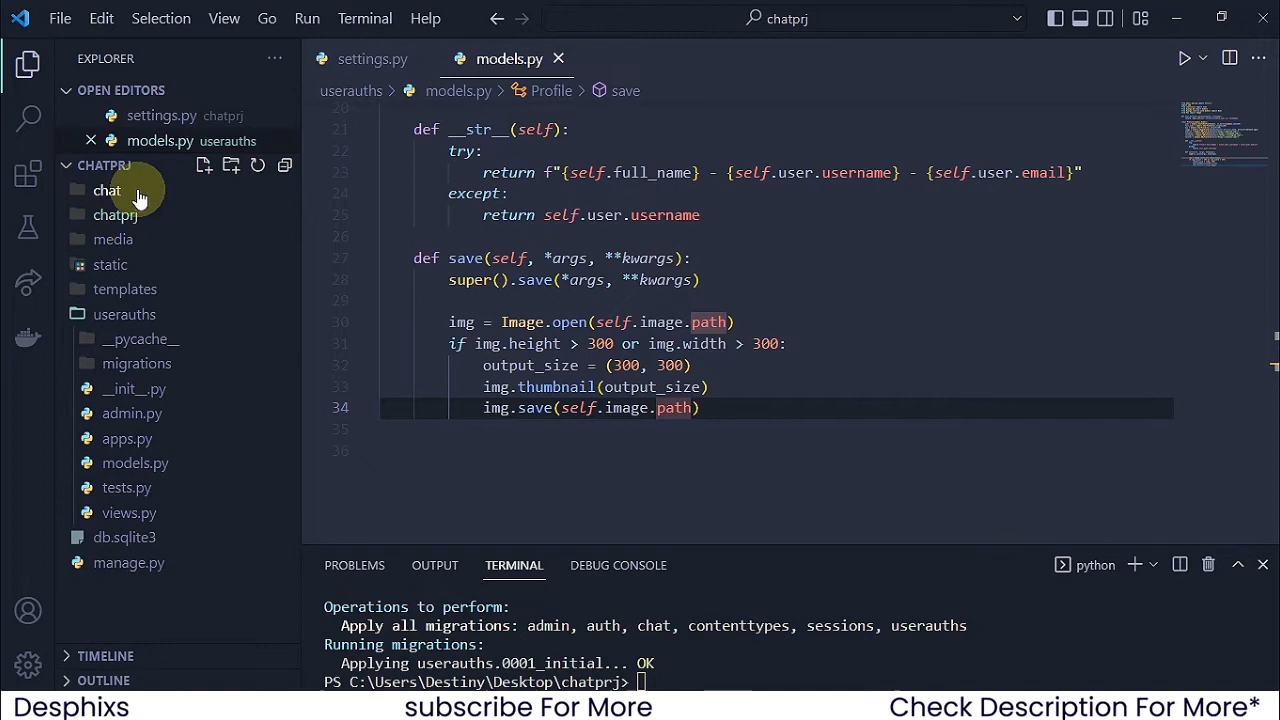 File Edit Selection View Go Run Terminal Help chatprj
EXPLORER
OPEN EDITORS
settings.py chatprj
models.py userauths
CHATPRJ
chat
chatprj
media
static
templates
userauths
__pycache__
migrations
__init__.py
admin.py
apps.py
models.py
tests.py
views.py
db.sqlite3
manage.py
TIMELINE
OUTLINE
settings.py models.py
userauths > models.py > Profile > save
20
21 def __str__(self):
22 try:
23 return f"{self.full_name} - {self.user.username} - {self.user.email}"
24 except:
25 return self.user.username
26
27 def save(self, *args, **kwargs):
28 super().save(*args, **kwargs)
29
30 img = Image.open(self.image.path)
31 if img.height > 300 or img.width > 300:
32 output_size = (300, 300)
33 img.thumbnail(output_size)
34 img.save(self.image.path)
35
36
PROBLEMS OUTPUT TERMINAL DEBUG CONSOLE python
Operations to perform:
Apply all migrations: admin, auth, chat, contenttypes, sessions, userauths
Running migrations:
Applying userauths.0001_initial... OK
PS C:\Users\Destiny\Desktop\chatprj>
Desphixs subscribe For More Check Description For More*